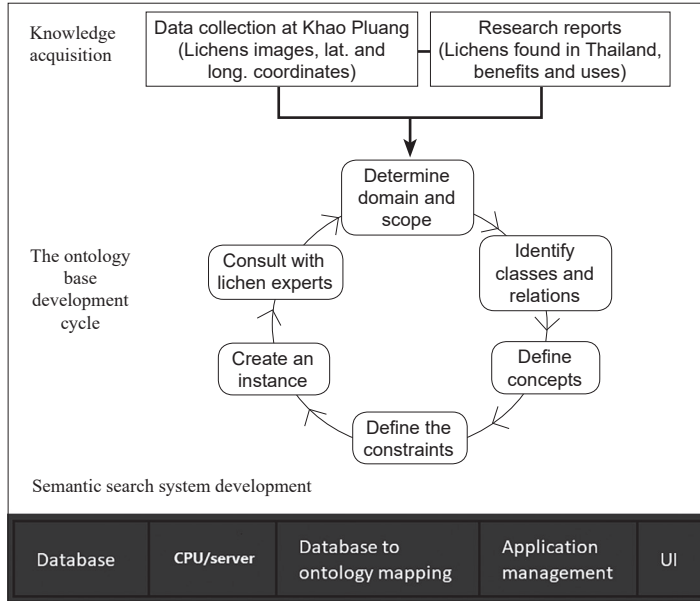 Knowledge
acquisition
Data collection at Khao Pluang
(Lichens images, lat. and
long. coordinates)
Research reports
(Lichens found in Thailand,
benefits and uses)
The ontology
base
development
cycle
Determine
domain and
scope
Identify
classes and
relations
Define
concepts
Define the
constraints
Create an
instance
Consult with
lichen experts
Semantic search system development
Database
CPU/server
Database to
ontology mapping
Application
management
UI